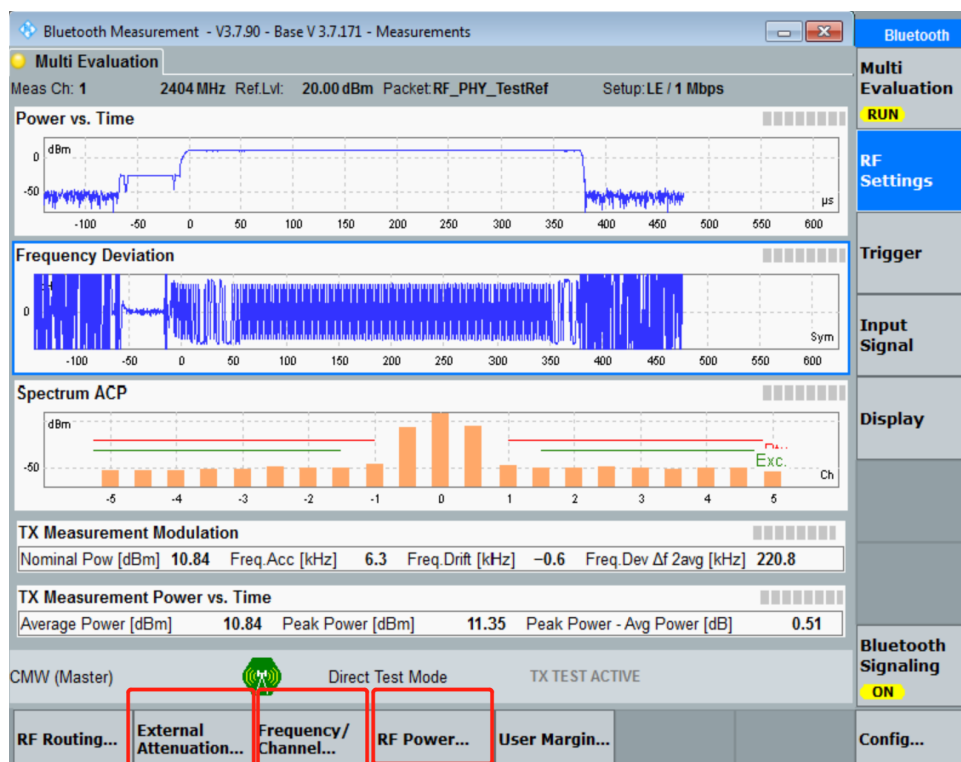 Bluetooth Measurement - V3.7.90 - Base V 3.7.171 - Measurements
Bluetooth
Multi Evaluation
Meas Ch: 1 2404 MHz Ref.Lvl: 20.00 dBm Packet: RF_PHY_TestRef Setup: LE / 1 Mbps
Multi
Evaluation
RUN
Power vs. Time
dBm
0
-50
µs
-100 -50 0 50 100 150 200 250 300 350 400 450 500 550 600
RF
Settings
Frequency Deviation
0
Sym
-100 -50 0 50 100 150 200 250 300 350 400 450 500 550 600
Trigger
Input
Signal
Spectrum ACP
dBm
Exc.
-50
Ch
-5 -4 -3 -2 -1 0 1 2 3 4 5
Display
TX Measurement Modulation
Nominal Pow [dBm] 10.84 Freq.Acc [kHz] 6.3 Freq.Drift [kHz] −0.6 Freq.Dev Δf 2avg [kHz] 220.8
TX Measurement Power vs. Time
Average Power [dBm] 10.84 Peak Power [dBm] 11.35 Peak Power - Avg Power [dB] 0.51
Bluetooth
Signaling
ON
CMW (Master) Direct Test Mode TX TEST ACTIVE
RF Routing...
External
Attenuation...
Frequency/
Channel...
RF Power...
User Margin...
Config...